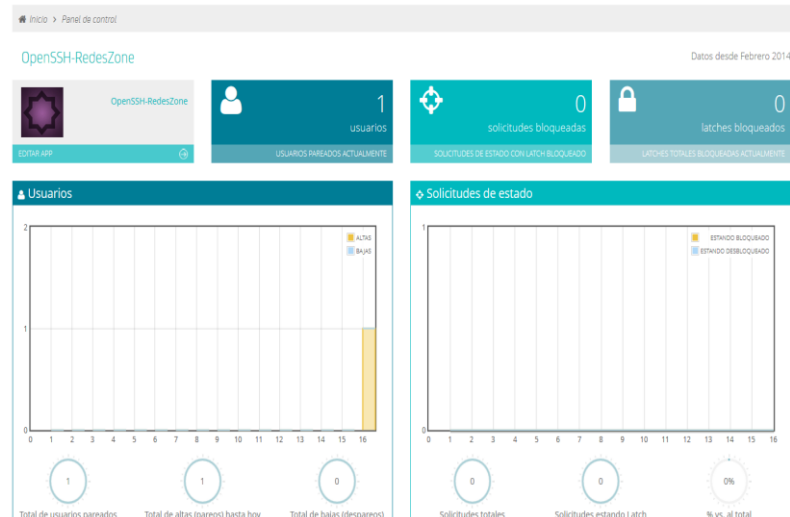 Inicio > Panel de control
OpenSSH-RedesZone
Datos desde Febrero 2014
OpenSSH-RedesZone
EDITAR APP
1
usuarios
USUARIOS PAREADOS ACTUALMENTE
0
solicitudes bloqueadas
SOLICITUDES DE ESTADO CON LATCH BLOQUEADO
0
latches bloqueados
LATCHES TOTALES BLOQUEADAS ACTUALMENTE
Usuarios
2
1
0
ALTAS
BAJAS
0 1 2 3 4 5 6 7 8 9 10 11 12 13 14 15 16
1
Total de usuarios pareados
1
Total de altas (pareos) hasta hoy
0
Total de bajas (despareos)
Solicitudes de estado
1
0
ESTANDO BLOQUEADO
ESTANDO DESBLOQUEADO
0 1 2 3 4 5 6 7 8 9 10 11 12 13 14 15 16
0
Solicitudes totales
0
Solicitudes estando Latch
0%
% vs. al total